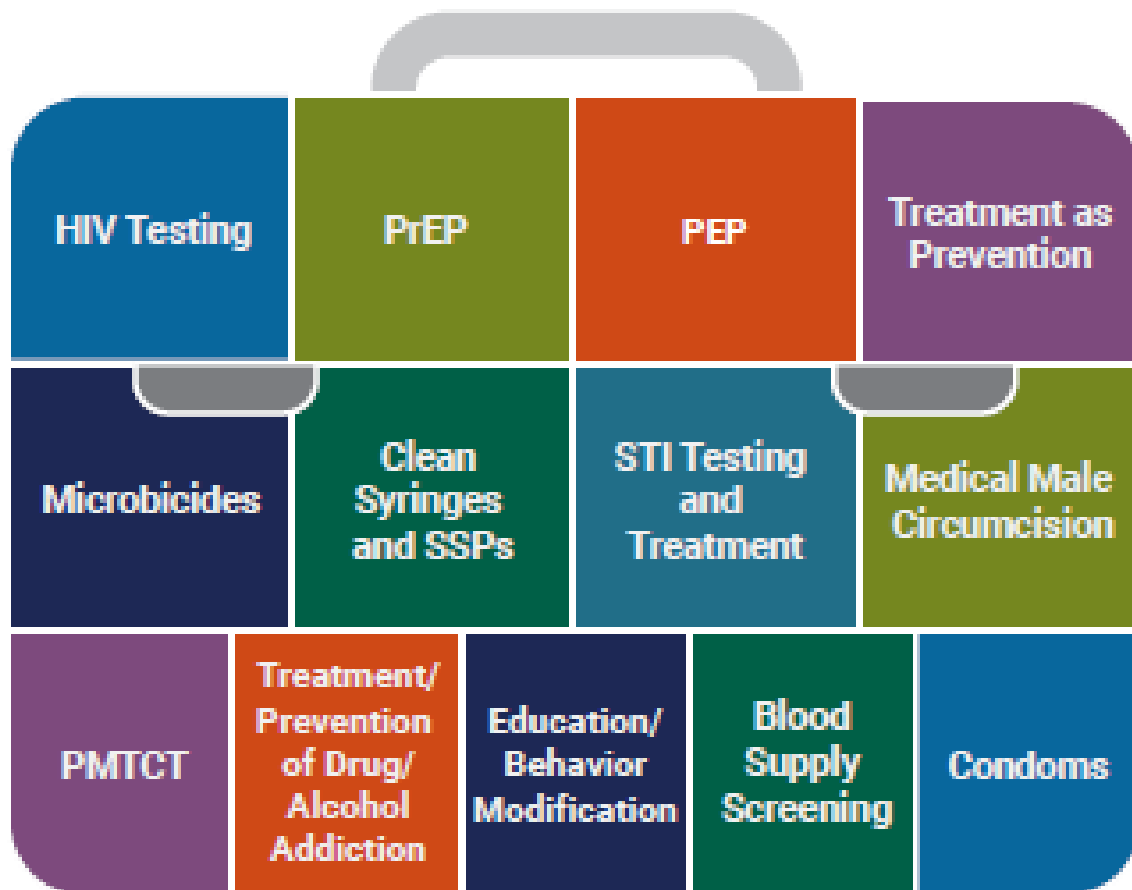 HIV Testing
PrEP
PEP
Treatment as
Prevention
Microbicides
Clean
Syringes
and SSPs
STI Testing
and
Treatment
Medical Male
Circumcision
PMTCT
Treatment/
Prevention
of Drug/
Alcohol
Addiction
Education/
Behavior
Modification
Blood
Supply
Screening
Condoms